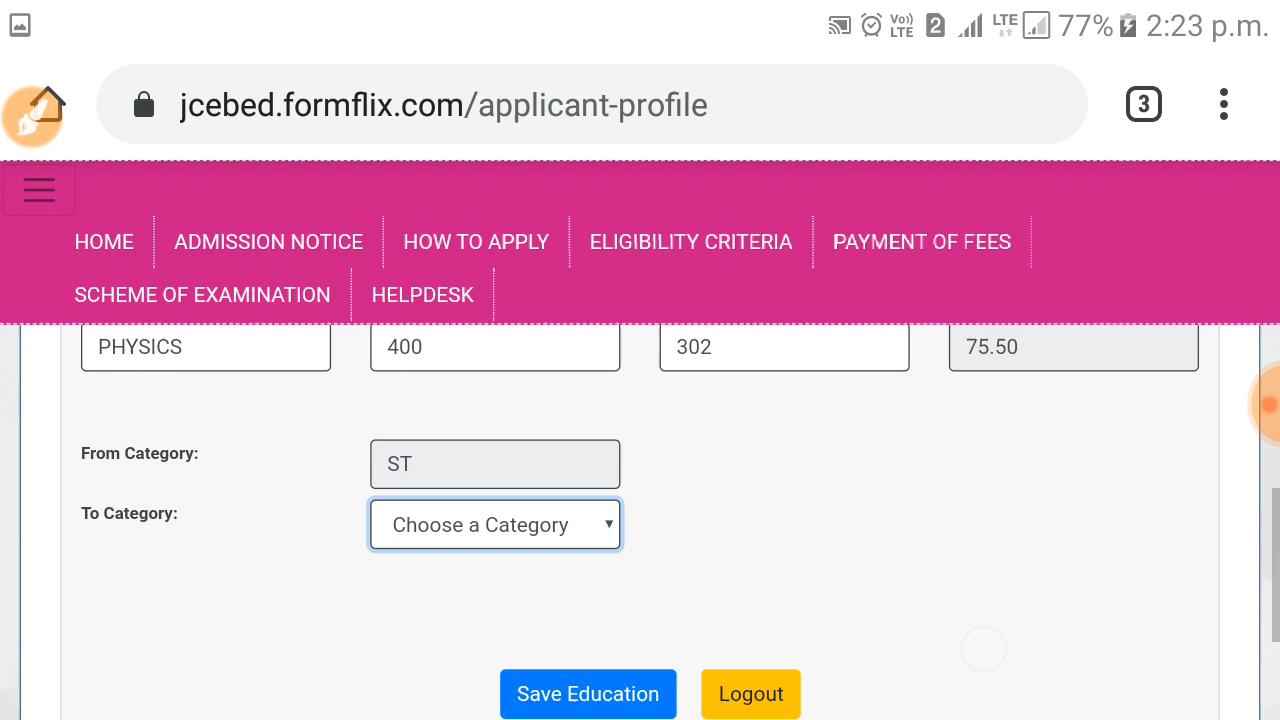 Vo)) LTE 2 LTE 77% 2:23 p.m.
jcebed.formflix.com/applicant-profile 3
HOME ADMISSION NOTICE HOW TO APPLY ELIGIBILITY CRITERIA PAYMENT OF FEES
SCHEME OF EXAMINATION HELPDESK
PHYSICS 400 302 75.50
From Category: ST
To Category: Choose a Category
Save Education Logout